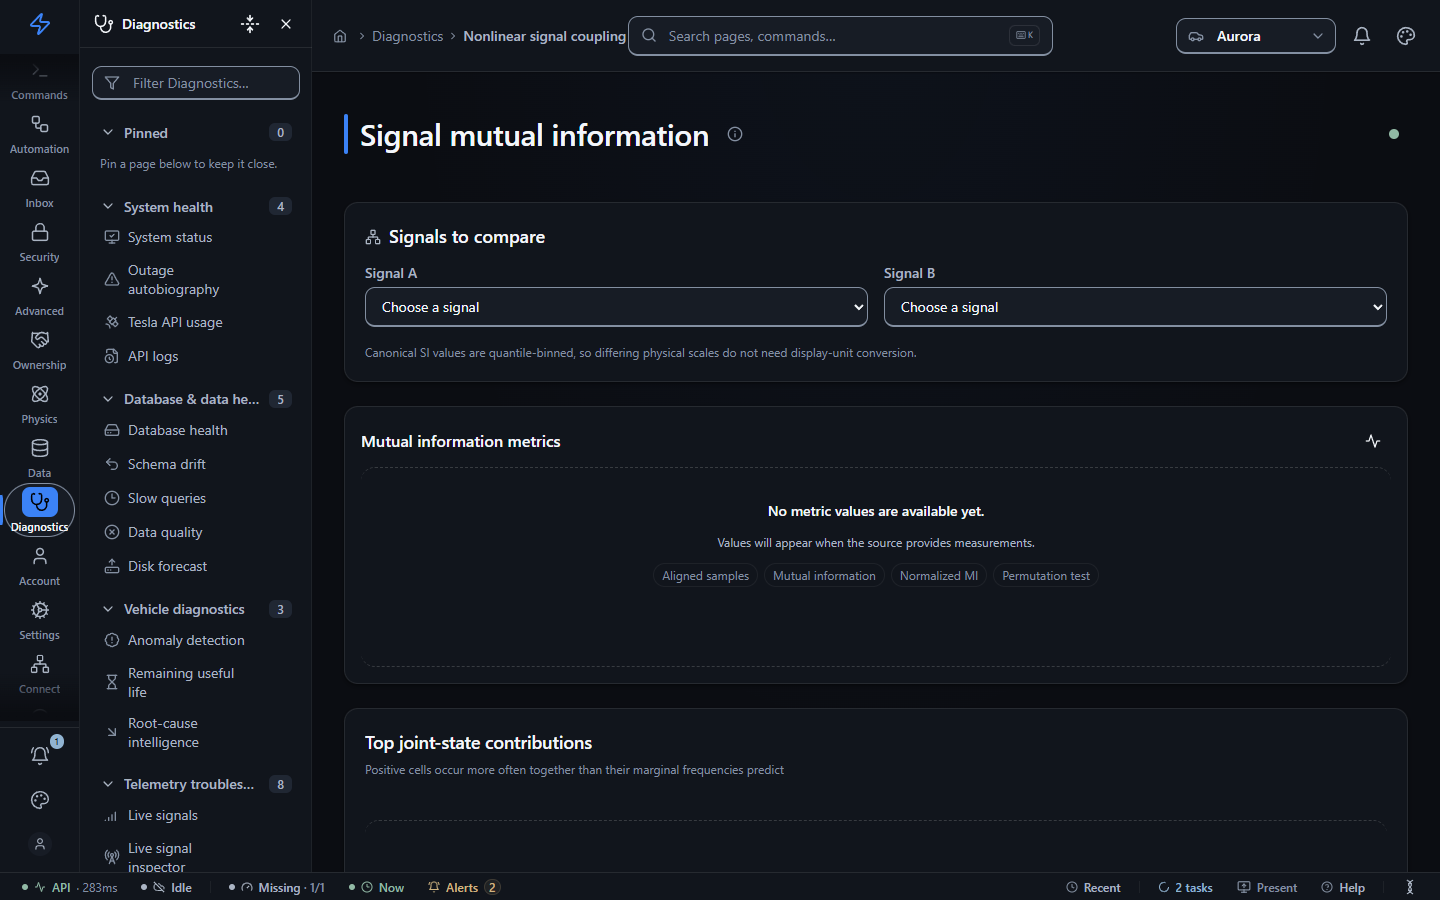 Commands
Automation
Inbox
Security
Advanced
Ownership
Physics
Data
Diagnostics
Account
Settings
Connect
1
Diagnostics
Filter Diagnostics...
Pinned 0
Pin a page below to keep it close.
System health 4
System status
Outage
autobiography
Tesla API usage
API logs
Database & data he... 5
Database health
Schema drift
Slow queries
Data quality
Disk forecast
Vehicle diagnostics 3
Anomaly detection
Remaining useful
life
Root-cause
intelligence
Telemetry troubles... 8
Live signals
Live signal
inspector
Diagnostics > Nonlinear signal coupling
Search pages, commands... K
Aurora
Signal mutual information
Signals to compare
Signal A
Choose a signal
Signal B
Choose a signal
Canonical SI values are quantile-binned, so differing physical scales do not need display-unit conversion.
Mutual information metrics
No metric values are available yet.
Values will appear when the source provides measurements.
Aligned samples Mutual information Normalized MI Permutation test
Top joint-state contributions
Positive cells occur more often together than their marginal frequencies predict
API · 283ms Idle Missing · 1/1 Now Alerts 2 Recent 2 tasks Present Help